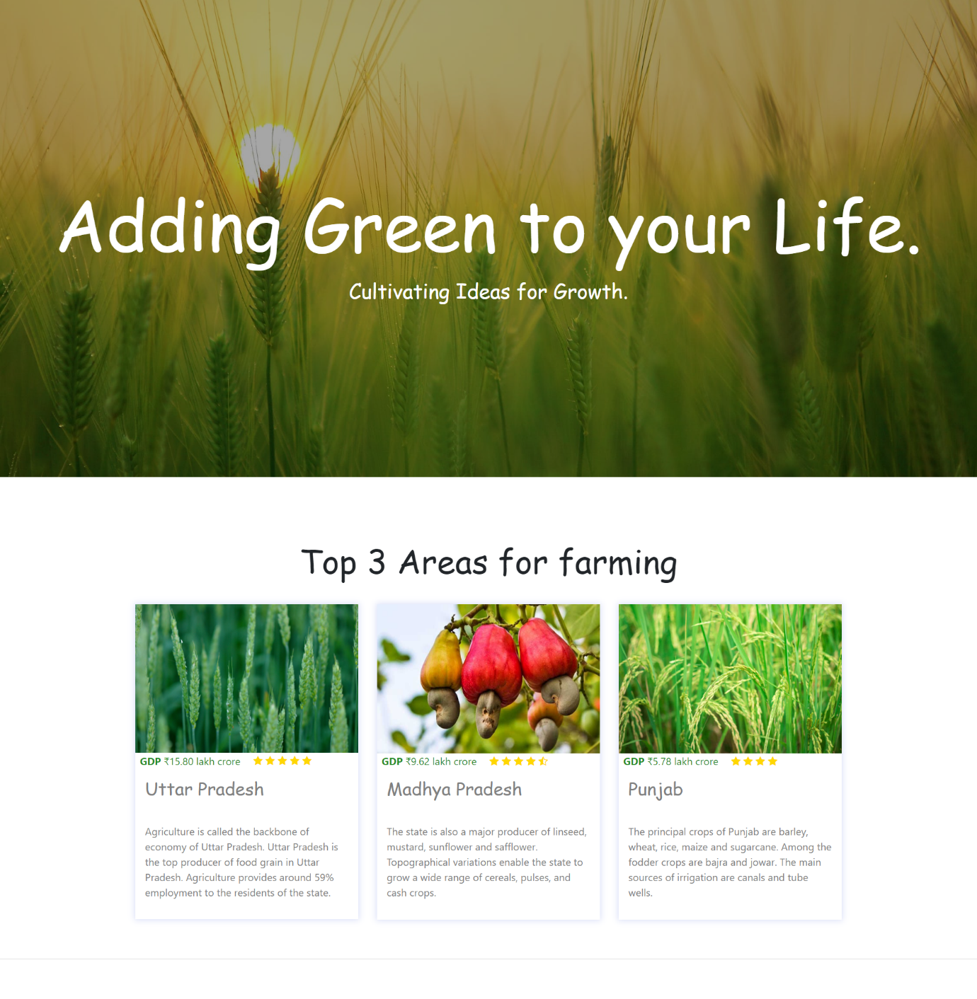 Adding Green to your Life.
Cultivating Ideas for Growth.
Top 3 Areas for farming
GDP ₹15.80 lakh crore
Uttar Pradesh
Agriculture is called the backbone of
economy of Uttar Pradesh. Uttar Pradesh is
the top producer of food grain in Uttar
Pradesh. Agriculture provides around 59%
employment to the residents of the state.
GDP ₹9.62 lakh crore
Madhya Pradesh
The state is also a major producer of linseed,
mustard, sunflower and safflower.
Topographical variations enable the state to
grow a wide range of cereals, pulses, and
cash crops.
GDP ₹5.78 lakh crore
Punjab
The principal crops of Punjab are barley,
wheat, rice, maize and sugarcane. Among the
fodder crops are bajra and jowar. The main
sources of irrigation are canals and tube
wells.